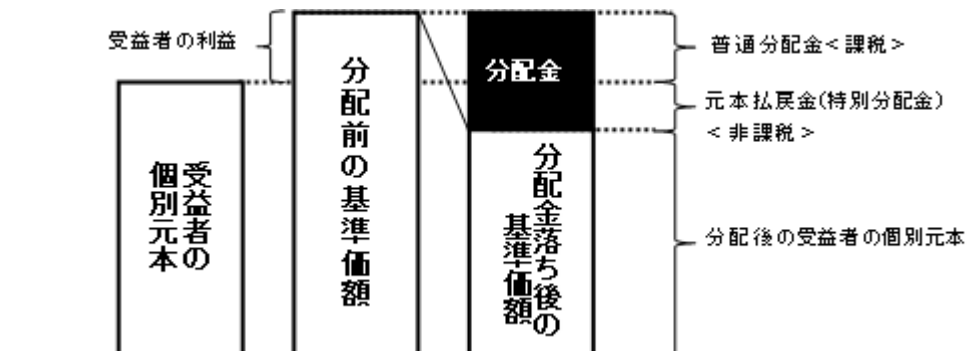 受益者の利益
受益者の
個別元本
分配前の基準価額
分配金
分配金落ち後の
基準価額
普通分配金<課税>
元本払戻金(特別分配金)
<非課税>
分配後の受益者の個別元本